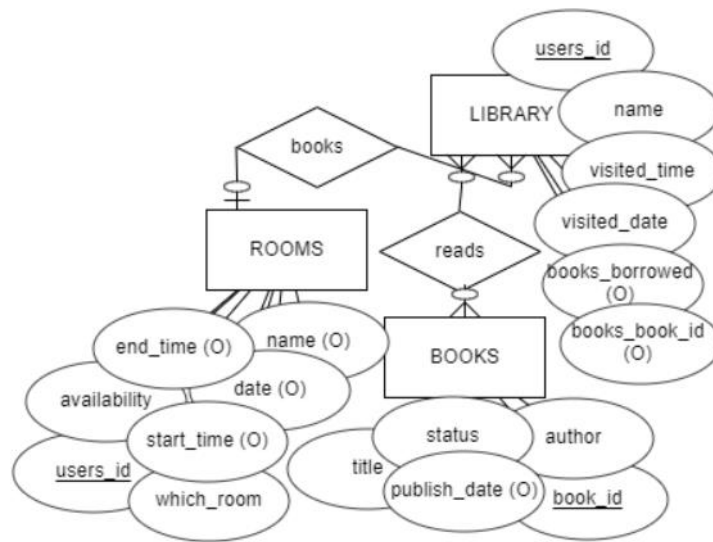 users_id
LIBRARY
name
books
visited_time
visited_date
ROOMS
reads
books_borrowed
(O)
end_time (O)
name (O)
books_book_id
(O)
BOOKS
availability
date (O)
start_time (O)
status
author
users_id
title
which_room
publish_date (O)
book_id